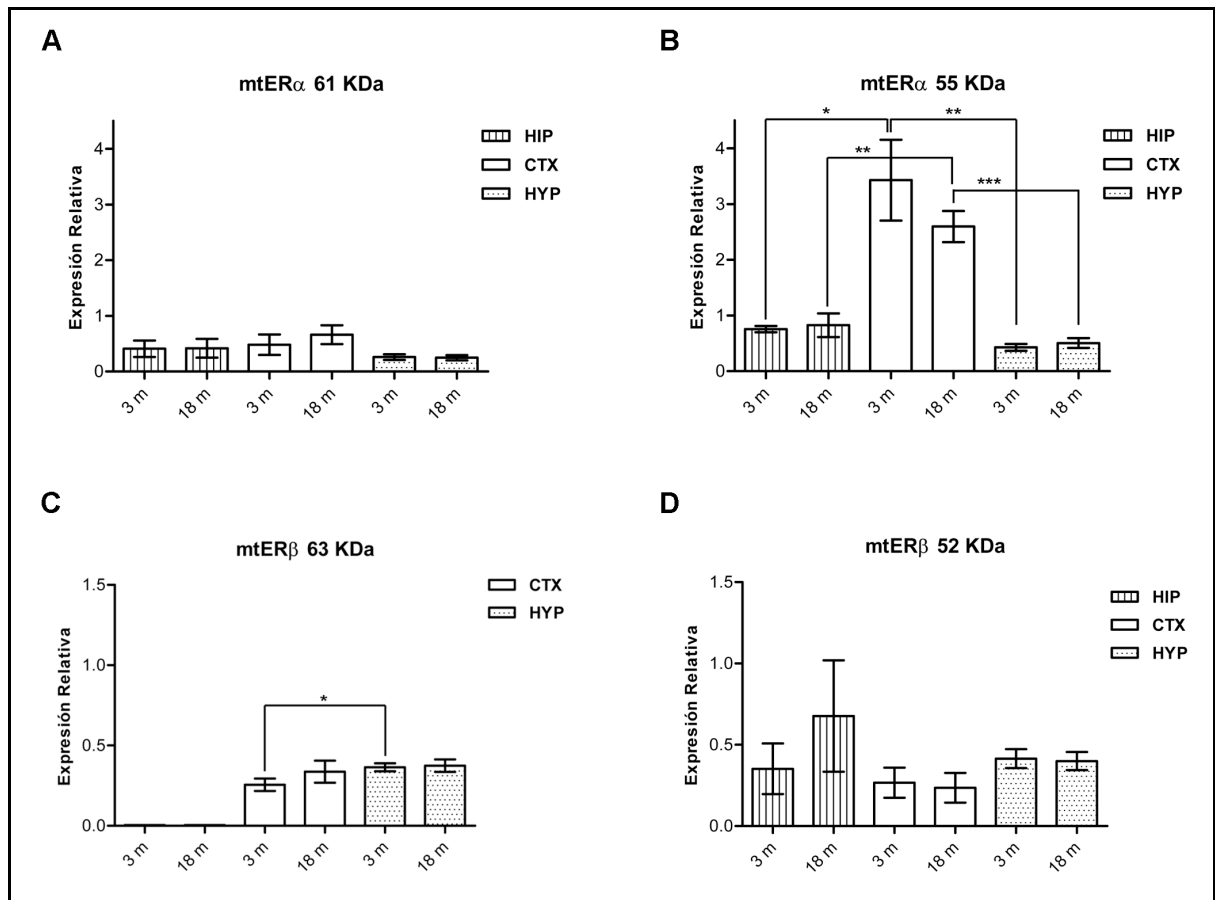 A
mtERα 61 KDa
Expresión Relativa
4
3
2
1
0
3 m
18 m
3 m
18 m
3 m
18 m
HIP
CTX
HYP
B
mtERα 55 KDa
Expresión Relativa
4
3
2
1
0
*
**
**
***
3 m
18 m
3 m
18 m
3 m
18 m
HIP
CTX
HYP
C
mtERβ 63 KDa
Expresión Relativa
1.5
1.0
0.5
0.0
*
3 m
18 m
3 m
18 m
3 m
18 m
CTX
HYP
D
mtERβ 52 KDa
Expresión Relativa
1.5
1.0
0.5
0.0
3 m
18 m
3 m
18 m
3 m
18 m
HIP
CTX
HYP